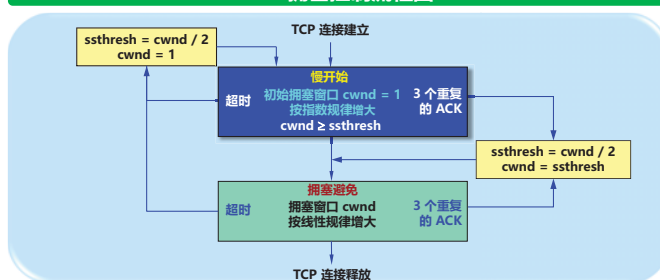 TCP 连接建立
ssthresh = cwnd / 2
cwnd = 1
慢开始
超时
初始拥塞窗口 cwnd = 1
按指数规律增大
cwnd ≥ ssthresh
3 个重复
的 ACK
ssthresh = cwnd / 2
cwnd = ssthresh
拥塞避免
超时
拥塞窗口 cwnd
按线性规律增大
3 个重复
的 ACK
TCP 连接释放